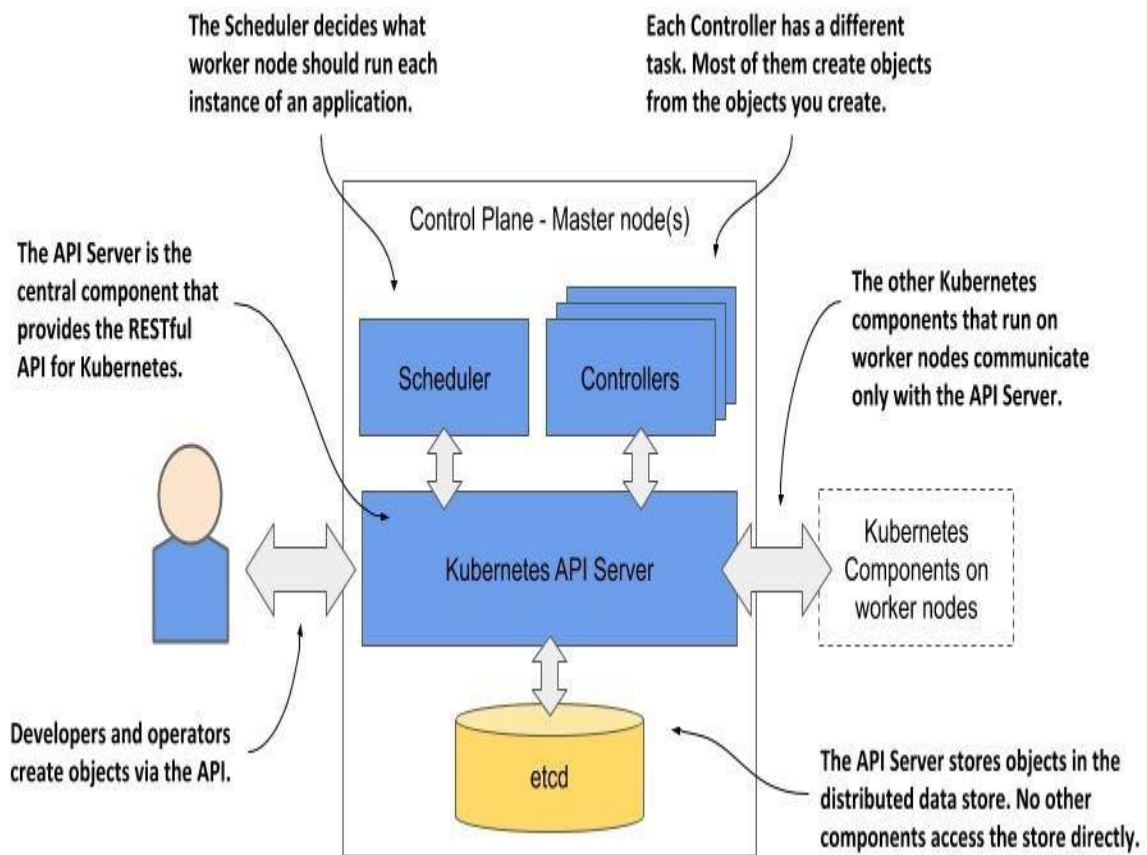 The Scheduler decides what
worker node should run each
instance of an application.
Each Controller has a different
task. Most of them create objects
from the objects you create.
Control Plane - Master node(s)
The API Server is the
central component that
provides the RESTful
API for Kubernetes.
The other Kubernetes
components that run on
worker nodes communicate
only with the API Server.
Scheduler
Controllers
Kubernetes API Server
Kubernetes
Components on
worker nodes
Developers and operators
create objects via the API.
etcd
The API Server stores objects in the
distributed data store. No other
components access the store directly.